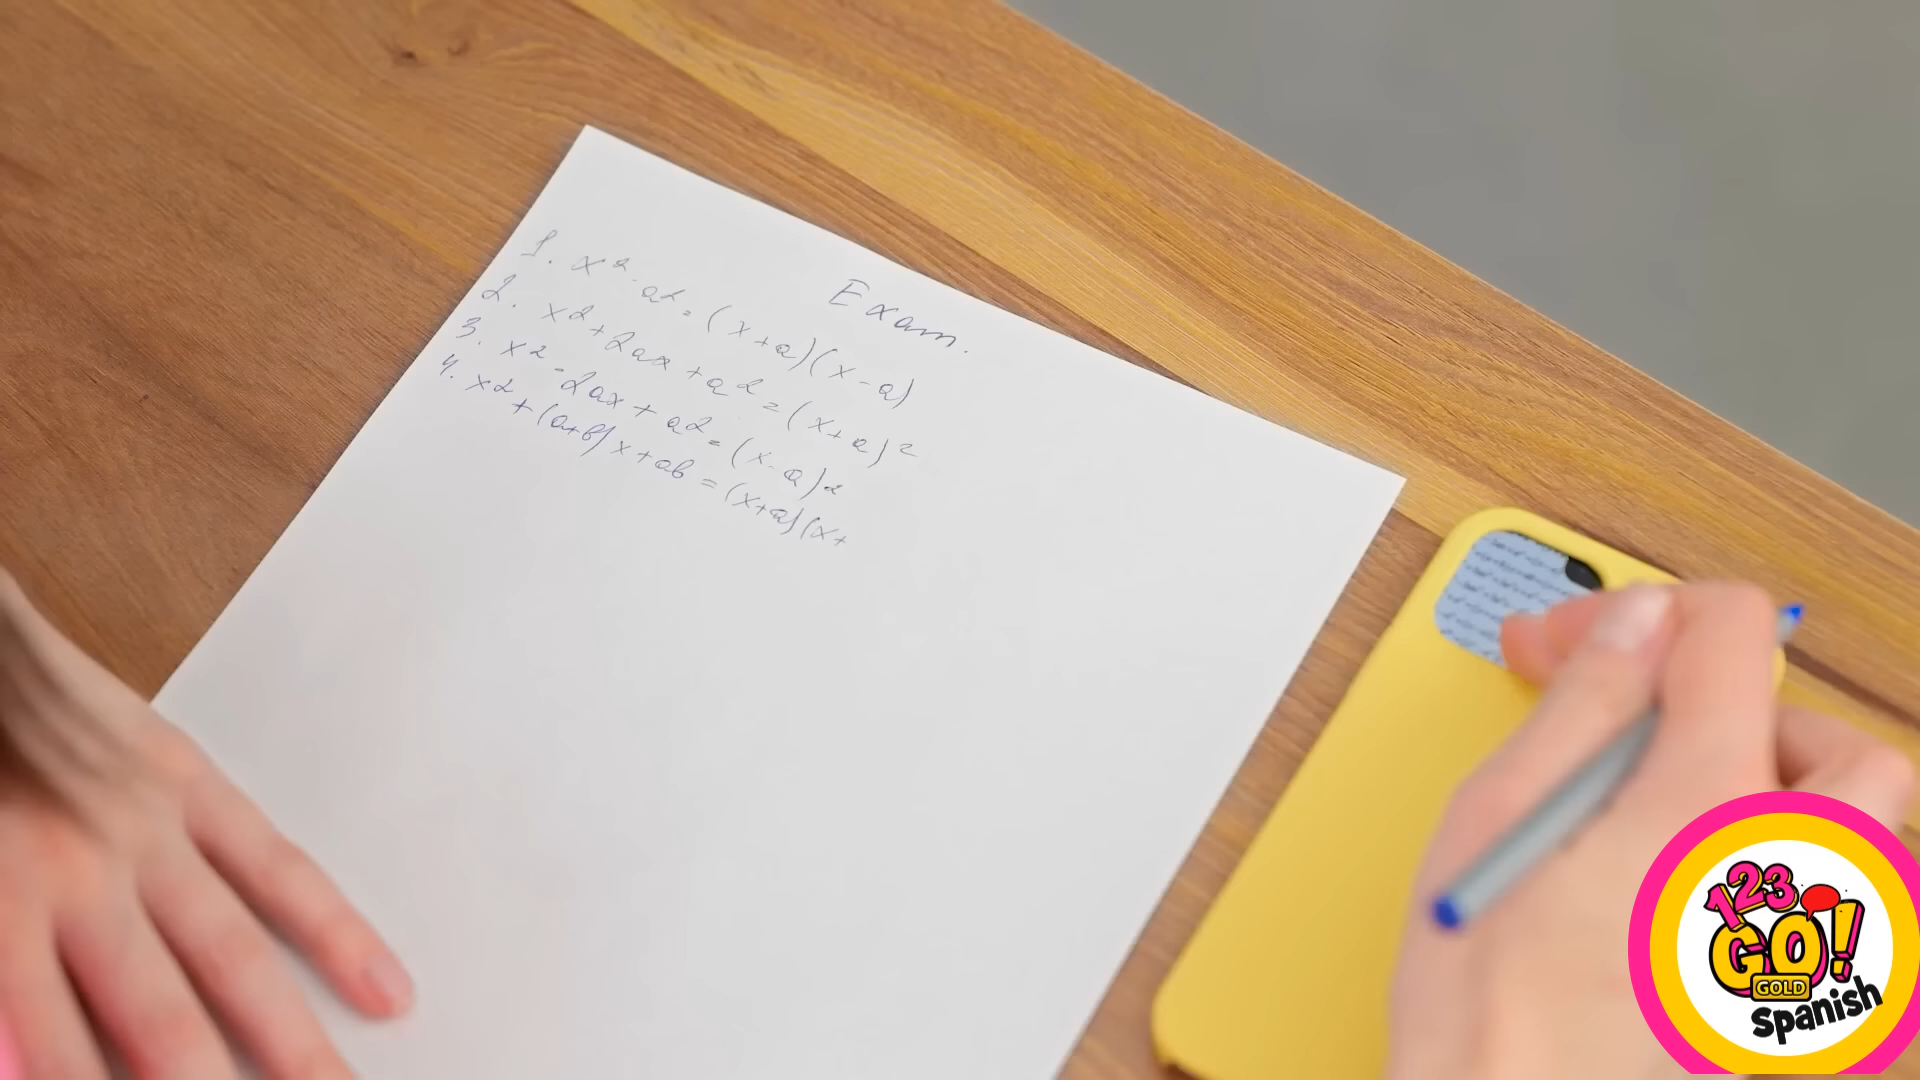 Exam.
1. x² - a² = (x+a)(x-a)
2. x² + 2ax + a² = (x+a)²
3. x² - 2ax + a² = (x-a)²
4. x² + (a+b)x + ab = (x+a)(x+
123
GO!
GOLD
Spanish